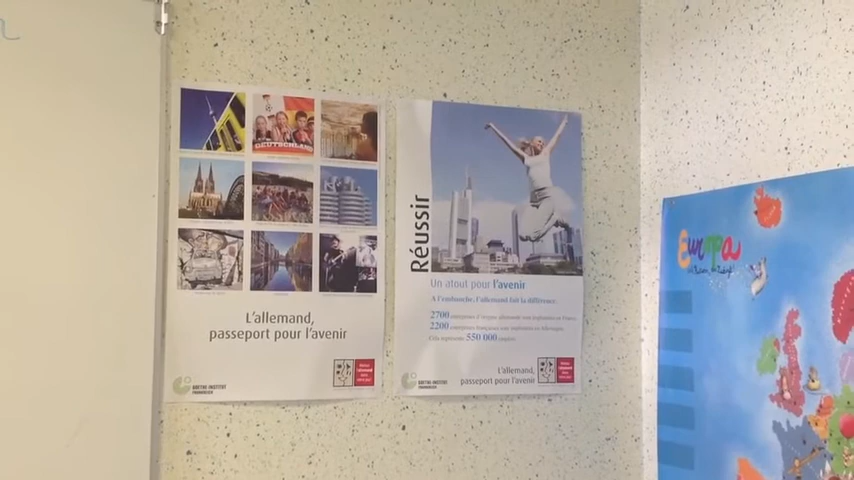 DEUTSCHLAND
L'allemand,
passeport pour l'avenir
GOETHE-INSTITUT
Réussir
Un atout pour l'avenir
A l'embauche, l'allemand fait la différence.
2700 entreprises d'origine allemande sont implantées en France,
2200 entreprises françaises sont implantées en Allemagne.
Cela représente 550 000 emplois.
L'allemand,
passeport pour l'avenir
GOETHE-INSTITUT
Europa